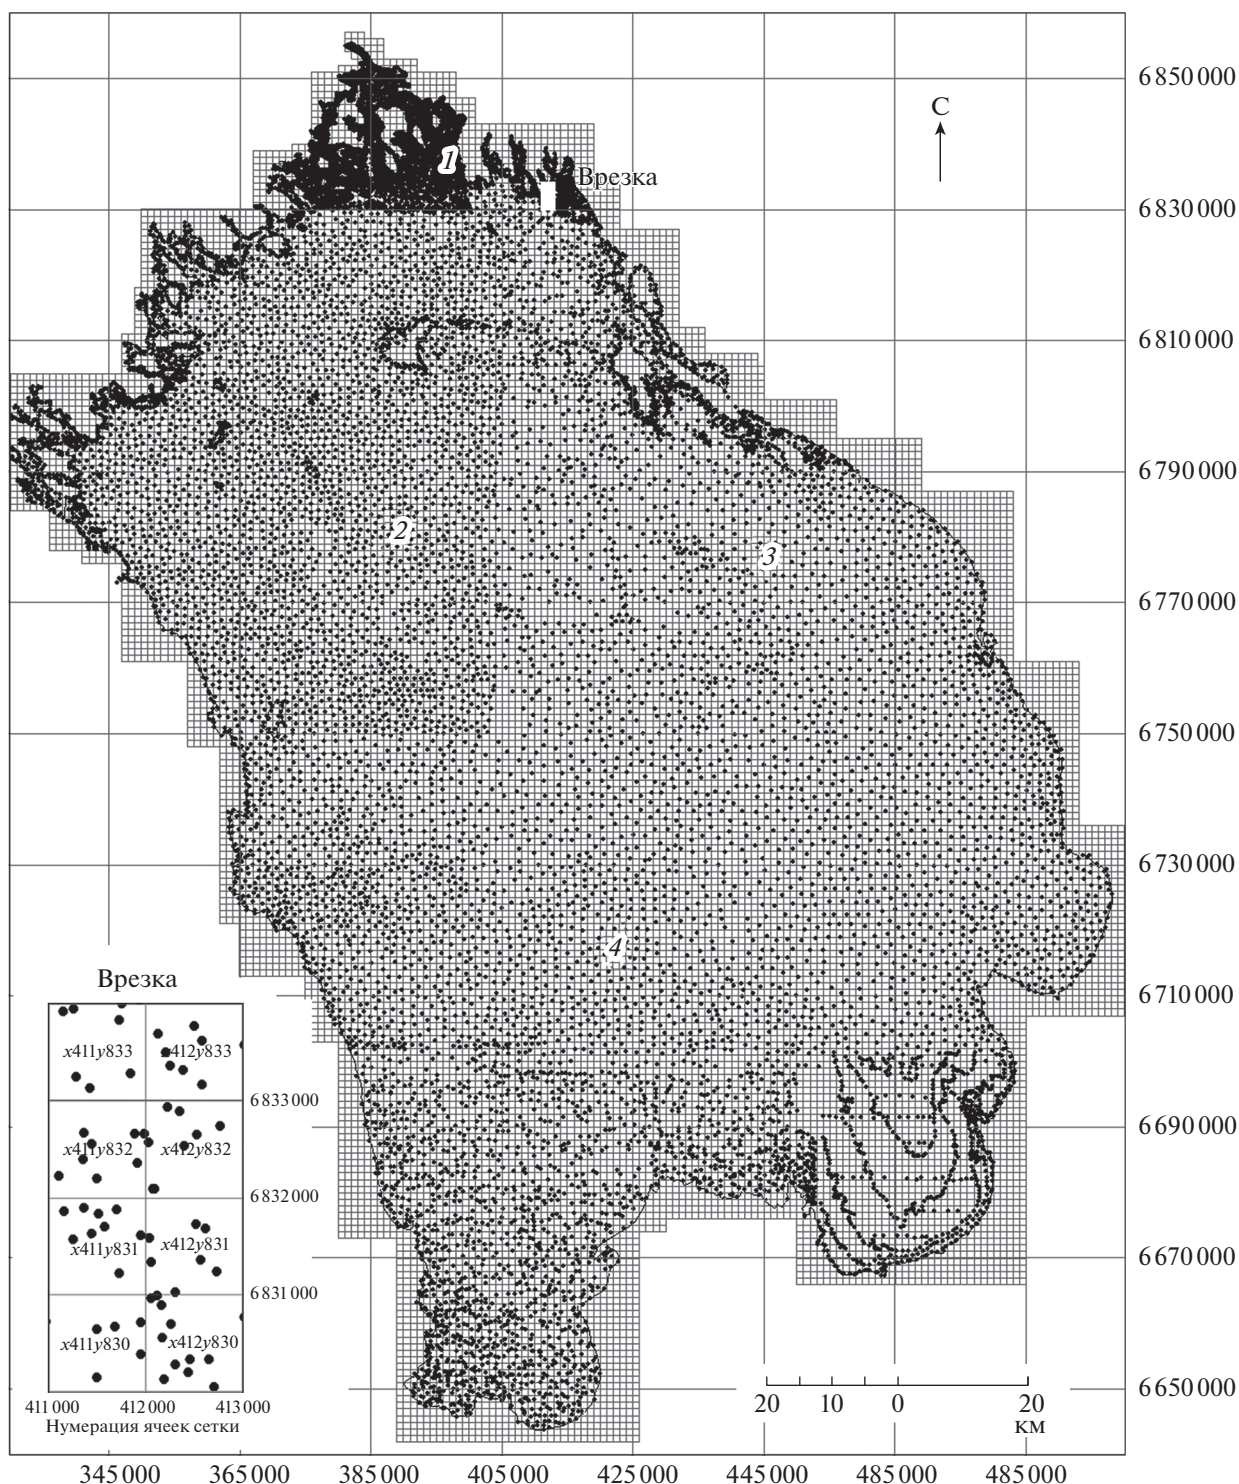 6 850 000
С
1
Врезка
6 830 000
6 810 000
6 790 000
2
3
6 770 000
6 750 000
6 730 000
4
6 710 000
Врезка
x411y833
x412y833
6 833 000
6 690 000
x411y832
x412y832
6 832 000
x411y831
x412y831
6 670 000
6 831 000
x411y830
x412y830
6 650 000
411 000 412 000 413 000
Нумерация ячеек сетки
20 10 0 20
км
345 000 365 000 385 000 405 000 425 000 445 000 485 000 485 000